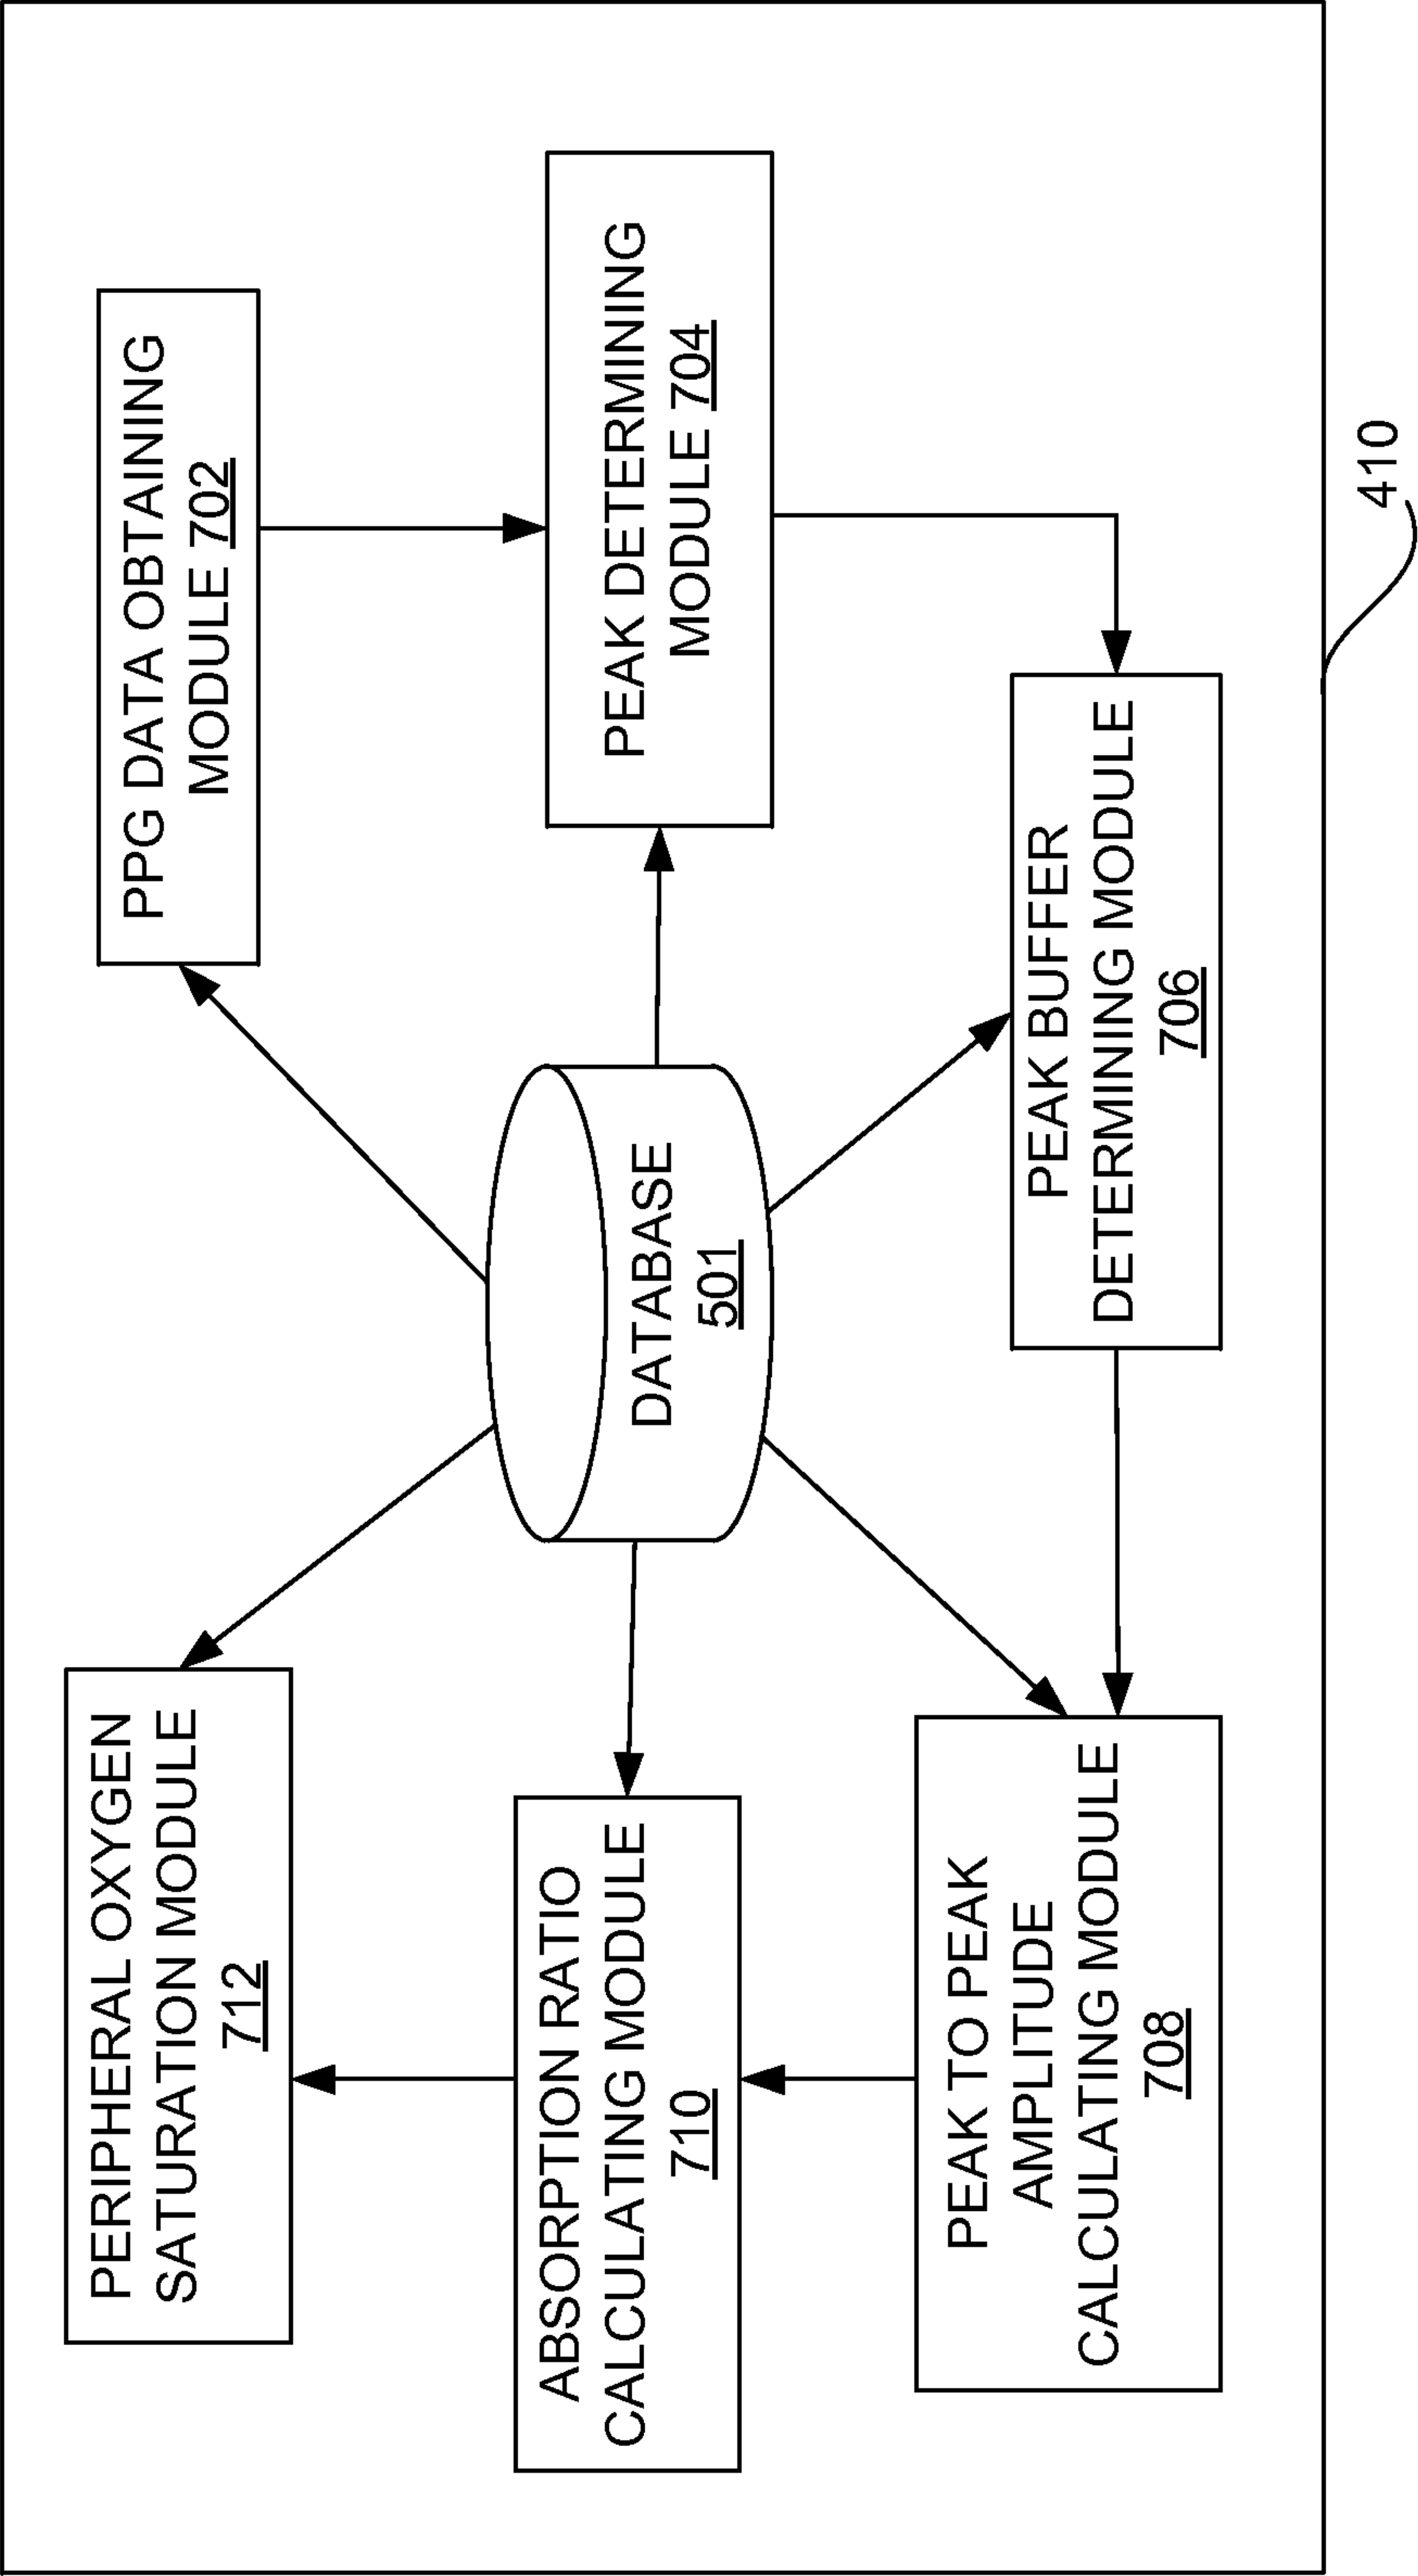 PERIPHERAL OXYGEN
SATURATION MODULE
712
PPG DATA OBTAINING
MODULE 702
ABSORPTION RATIO
CALCULATING MODULE
710
DATABASE
501
PEAK DETERMINING
MODULE 704
PEAK TO PEAK
AMPLITUDE
CALCULATING MODULE
708
PEAK BUFFER
DETERMINING MODULE
706
410